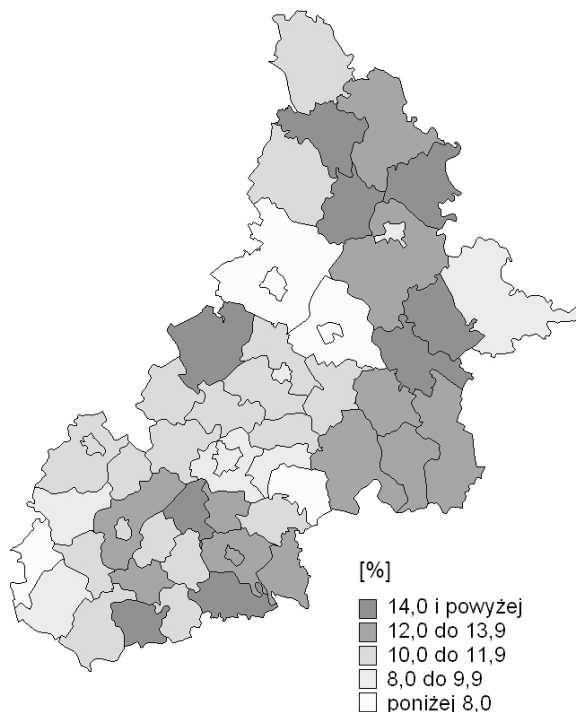 [%]
14,0 i powyżej
12,0 do 13,9
10,0 do 11,9
8,0 do 9,9
poniżej 8,0